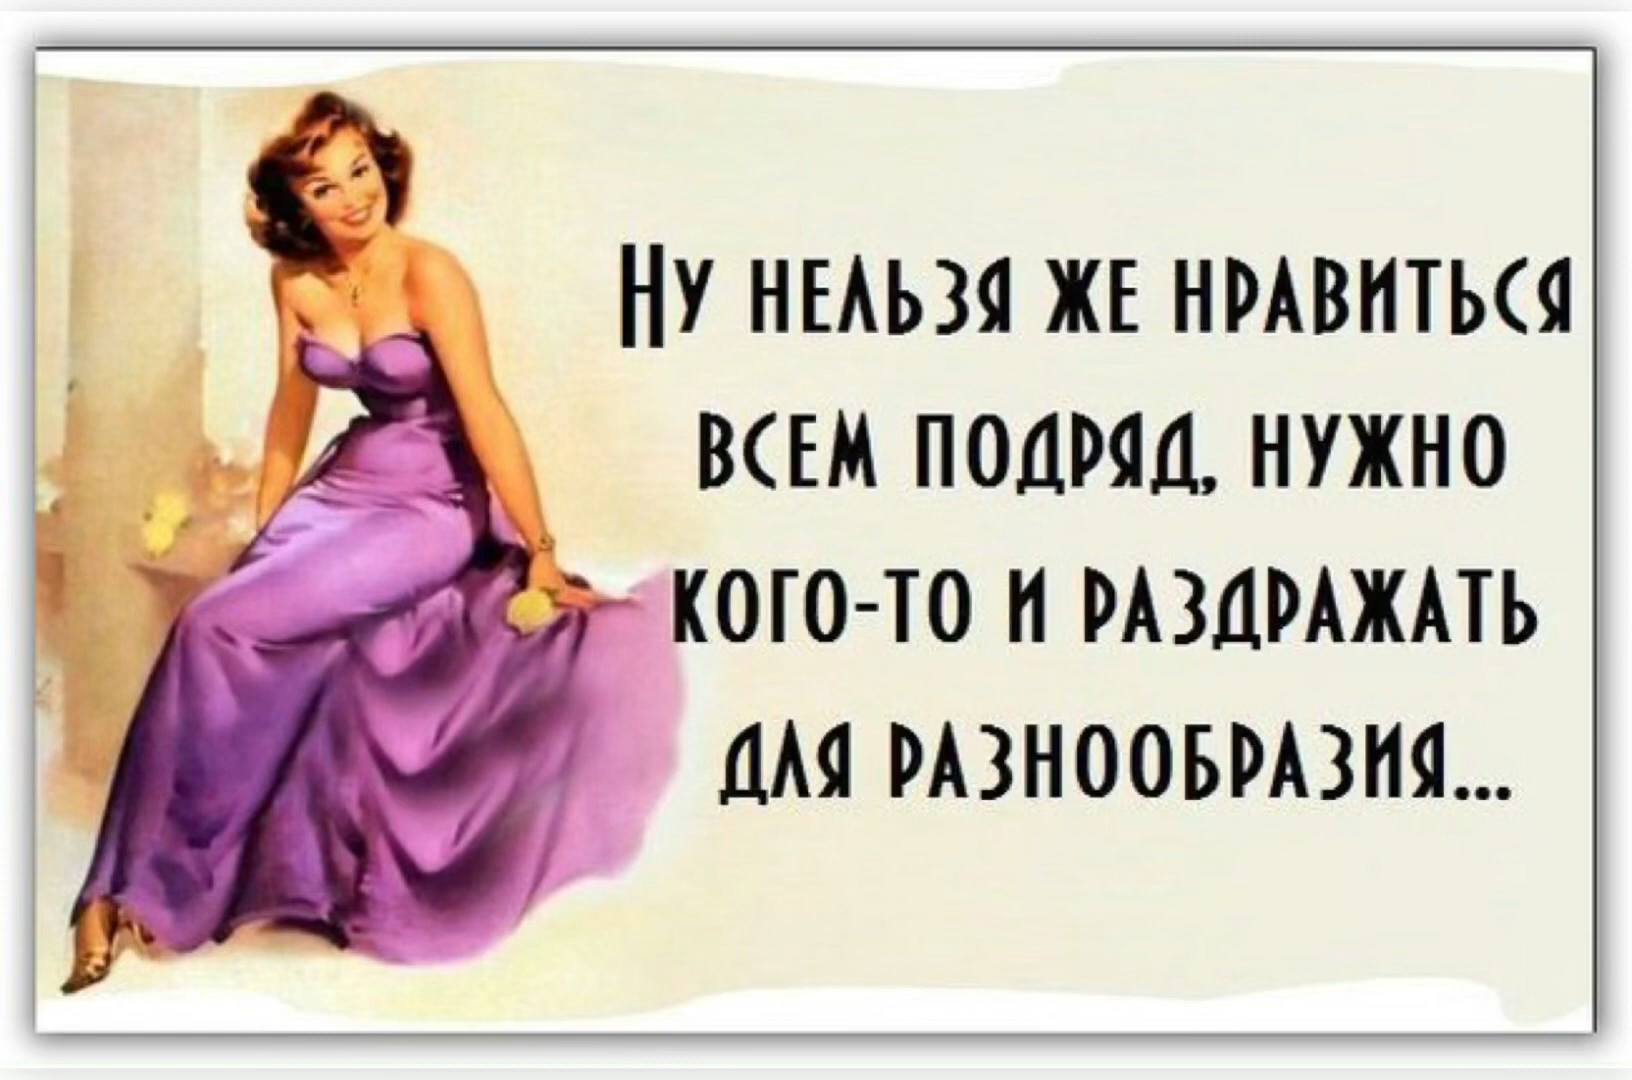 Ну нельзя же нравиться
всем подряд, нужно
кого-то и раздражать
для разнообразия...